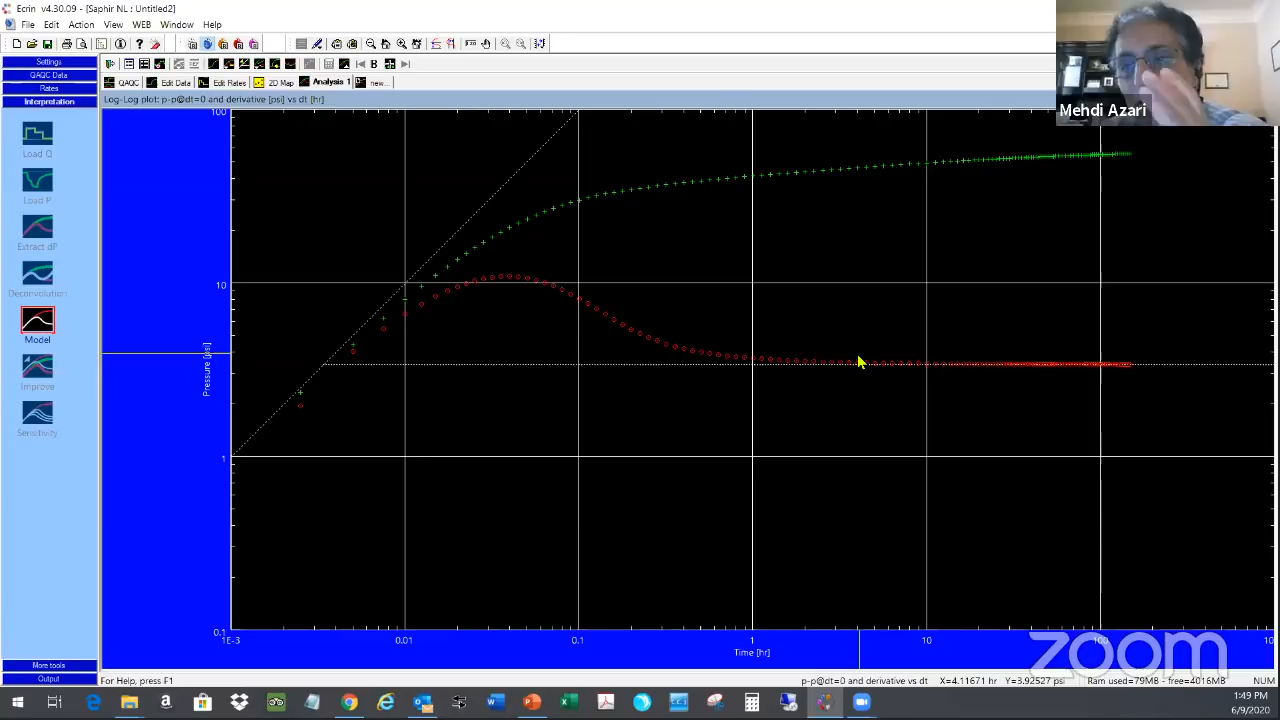 Ecrin v4.30.09 - [Saphir NL : Untitled2]
File Edit Action View WEB Window Help
Settings
QAQC Data
Rates
Interpretation
QAQC Edit Data Edit Rates 2D Map Analysis 1 new...
Log-Log plot: p-p@dt=0 and derivative [psi] vs dt [hr]
Mehdi Azari
Load Q
Load P
Extract dP
Deconvolution
Model
Improve
Sensitivity
More tools
Output
100
10
1
0.1
Pressure [psi]
1E-3 0.01 0.1 1 10 100
Time [hr]
zoom
For Help, press F1
p-p@dt=0 and derivative vs dt X=4.11671 hr Y=3.92527 psi Ram used=79MB - free=4016MB NUM
1:49 PM
6/9/2020